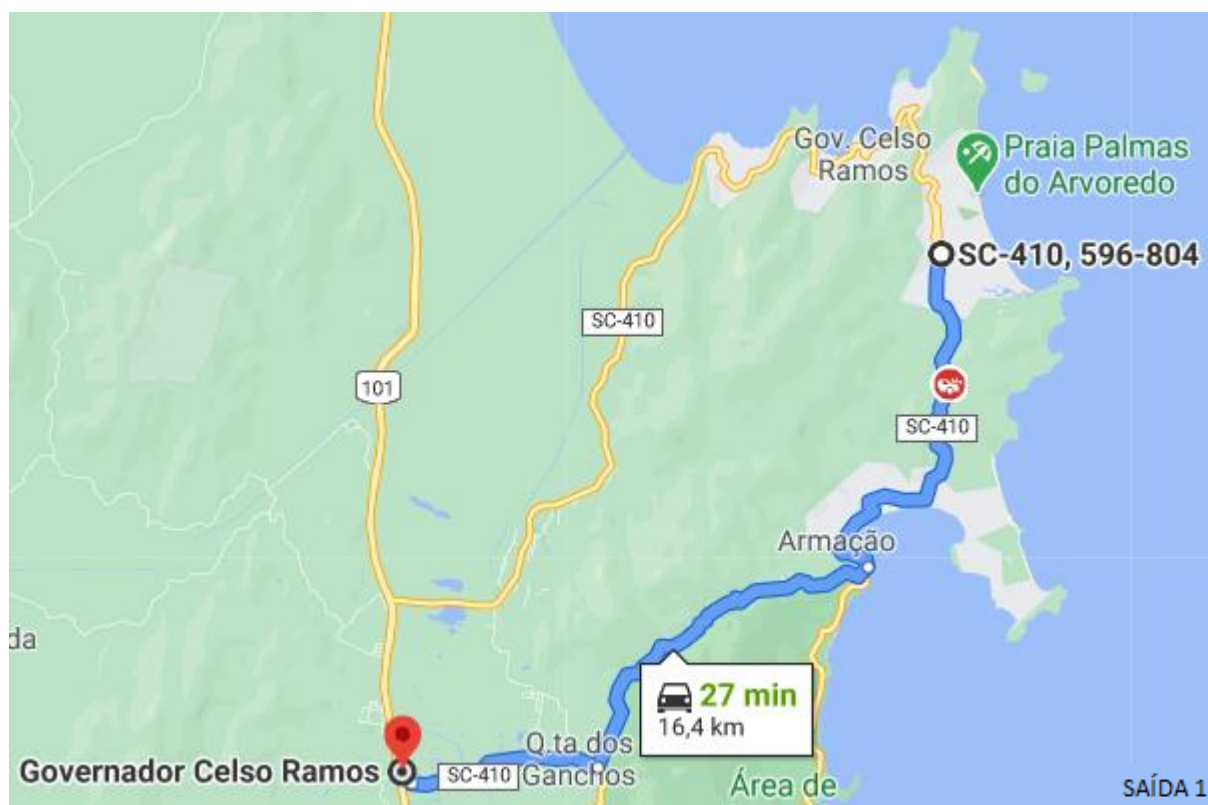 Gov. Celso
Ramos
Praia Palmas
do Arvoredo
SC-410, 596-804
SC-410
101
SC-410
Armação
da
27 min
16,4 km
Q.ta dos
Ganchos
Governador Celso Ramos
SC-410
Área de
SAÍDA 1